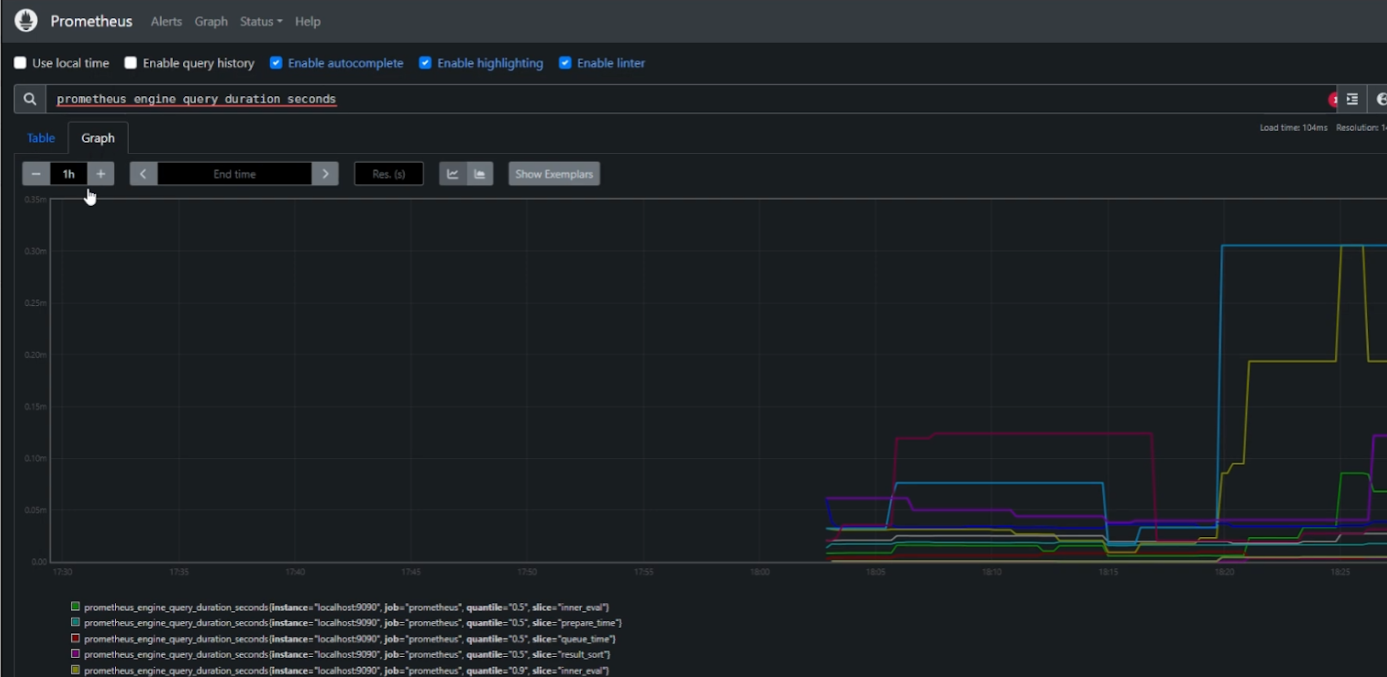 Prometheus Alerts Graph Status Help
Use local time Enable query history Enable autocomplete Enable highlighting Enable linter
prometheus engine query duration seconds
Table Graph Load time: 104ms Resolution: 14
1h End time Res. (s) Show Exemplars
0.35m
0.30m
0.25m
0.20m
0.15m
0.10m
0.05m
0.00
17:30 17:35 17:40 17:45 17:50 17:55 18:00 18:05 18:10 18:15 18:20 18:25
prometheus_engine_query_duration_seconds{instance="localhost:9090", job="prometheus", quantile="0.5", slice="inner_eval"}
prometheus_engine_query_duration_seconds{instance="localhost:9090", job="prometheus", quantile="0.5", slice="prepare_time"}
prometheus_engine_query_duration_seconds{instance="localhost:9090", job="prometheus", quantile="0.5", slice="queue_time"}
prometheus_engine_query_duration_seconds{instance="localhost:9090", job="prometheus", quantile="0.5", slice="result_sort"}
prometheus_engine_query_duration_seconds{instance="localhost:9090", job="prometheus", quantile="0.9", slice="inner_eval"}